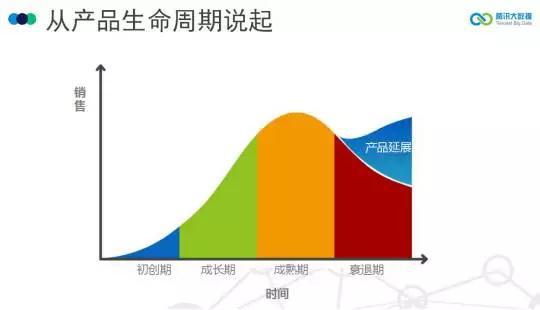 从产品生命周期说起
腾讯大数据
Tencent Big Data
销售
产品延展
初创期 成长期 成熟期 衰退期
时间